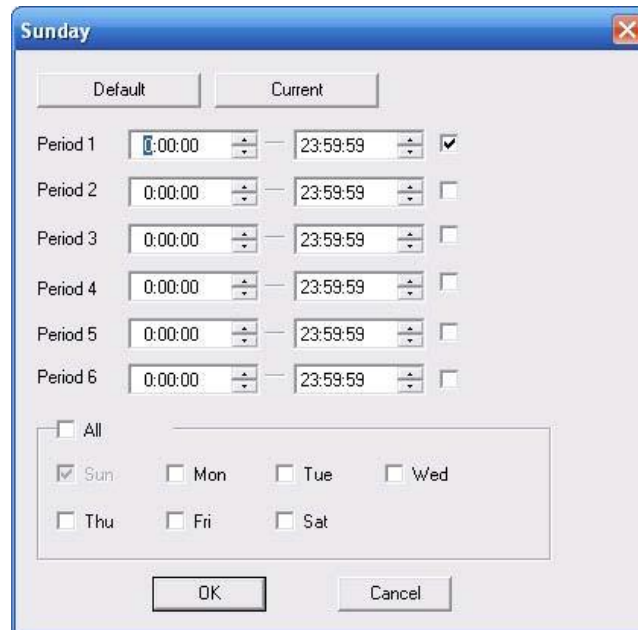 Sunday
Default Current
Period 1 0:00:00 23:59:59
Period 2 0:00:00 23:59:59
Period 3 0:00:00 23:59:59
Period 4 0:00:00 23:59:59
Period 5 0:00:00 23:59:59
Period 6 0:00:00 23:59:59
All
Sun Mon Tue Wed
Thu Fri Sat
OK Cancel